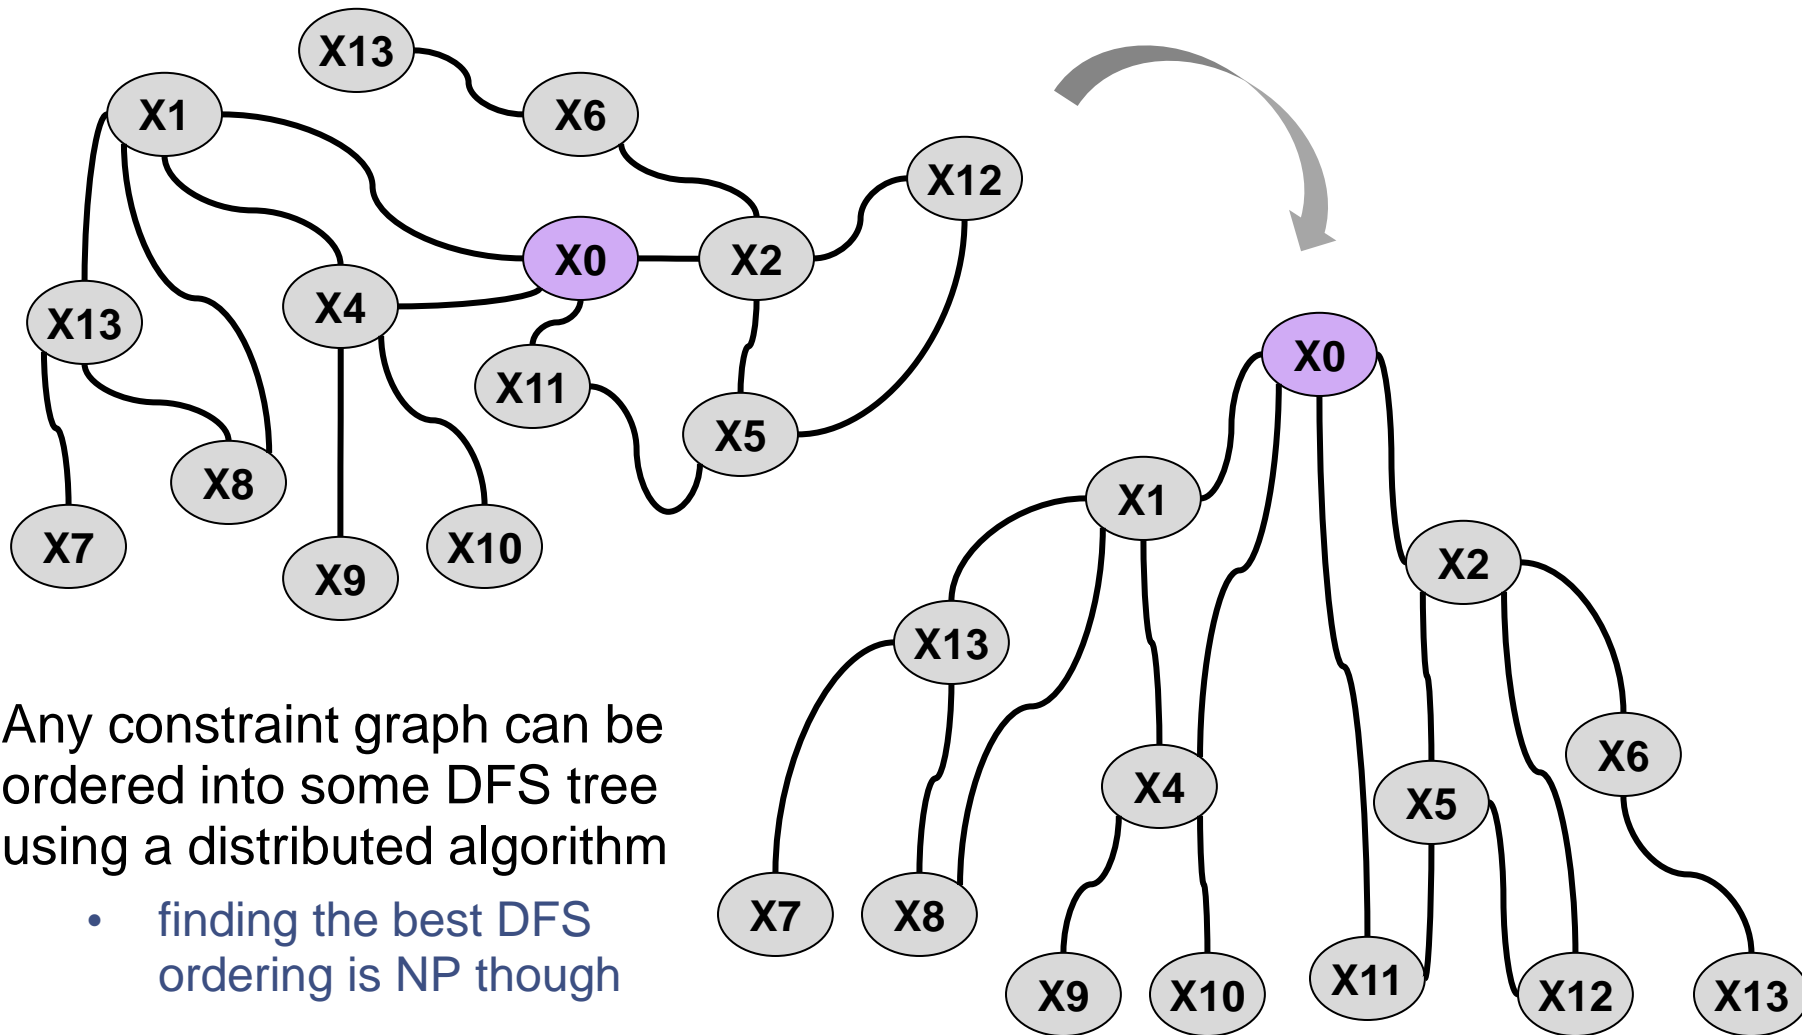 X13
X1
X6
X12
X0
X2
X4
X13
X11
X5
X8
X7
X10
X9
X0
X1
X2
X13
X6
X4
X5
X7
X8
X11
X9
X10
X12
X13
Any constraint graph can be
ordered into some DFS tree
using a distributed algorithm
• finding the best DFS
ordering is NP though